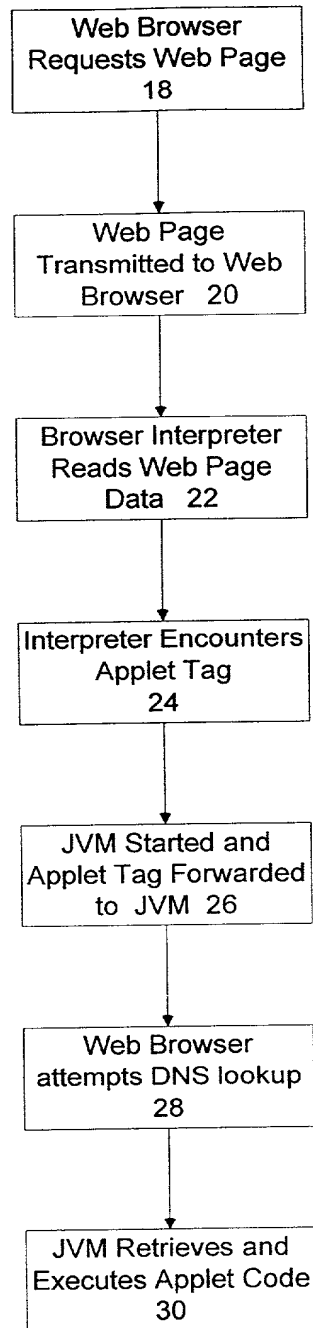 Web Browser
Requests Web Page
18
Web Page
Transmitted to Web
Browser 20
Browser Interpreter
Reads Web Page
Data 22
Interpreter Encounters
Applet Tag
24
JVM Started and
Applet Tag Forwarded
to JVM 26
Web Browser
attempts DNS lookup
28
JVM Retrieves and
Executes Applet Code
30